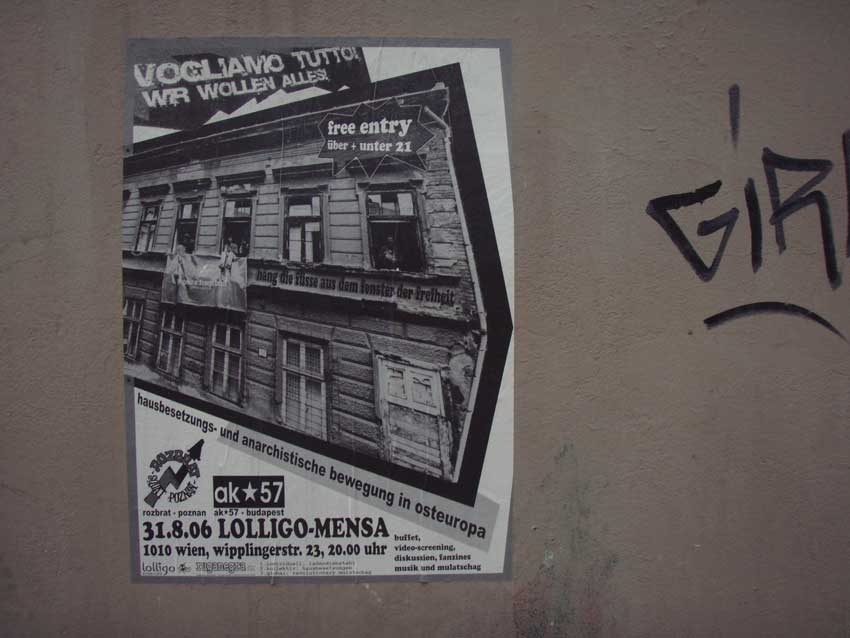 VOGLIAMO TUTTO!
WIR WOLLEN ALLES!
free entry
über + unter 21
häng die füsse aus dem fenster der freiheit
hausbesetzungs- und anarchistische bewegung in osteuropa
ROZBRAT
POZNAŃ
ak★57
rozbrat - poznan
ak★57 - budapest
31.8.06 LOLLIGO-MENSA
1010 wien, wipplingerstr. 23, 20.00 uhr
buffet,
video-screening,
diskussion, fanzines
musik und mulatschag
lolligo
GIR